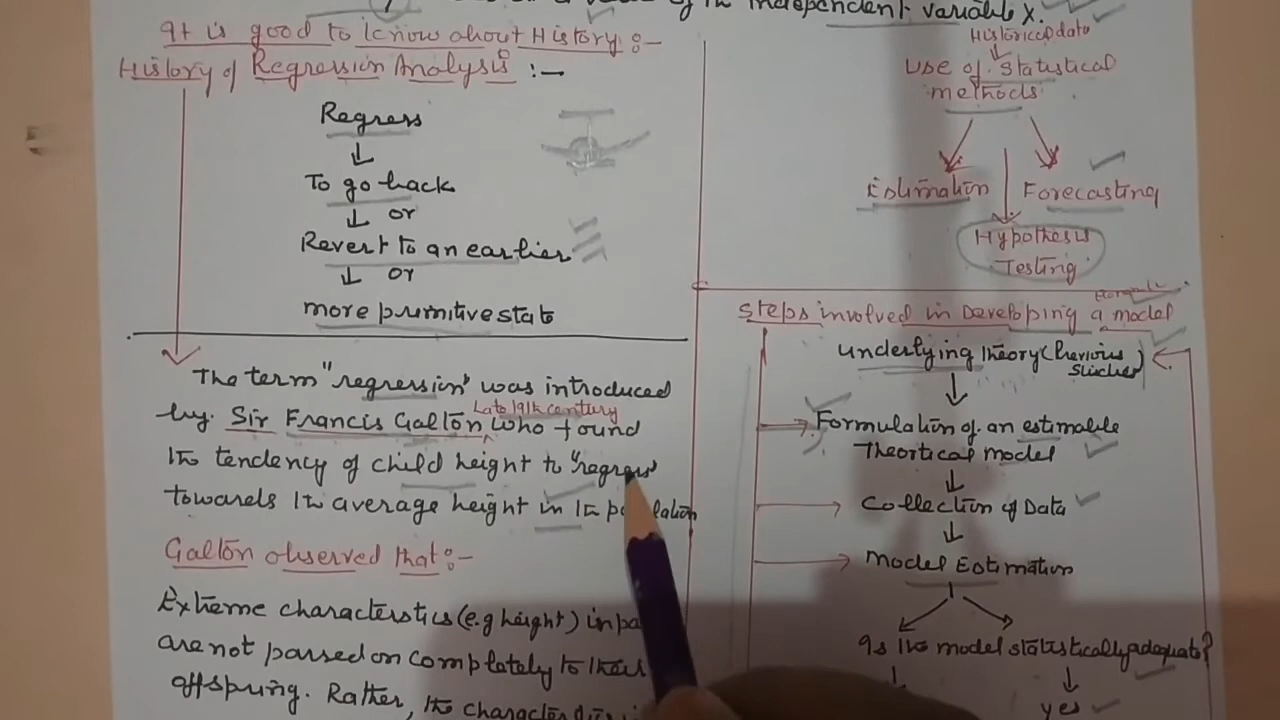 independent variable x.
It is good to know about History :-
History of Regression Analysis :-
Regress
To go back
or
Revert to an earlier
or
more primitive state
The term "regression" was introduced
Late 19th century
by Sir Francis Galton who found
the tendency of child height to "regress"
towards the average height in the population
Galton observed that :-
Extreme characterstics (e.g height) in
are not passed on completely to their
offspring. Rather, the
Historical data
Use of Statistical
methods
Estimation
Forecasting
Hypothesis
Testing
Steps involved in Developing a model
Underlying Theory (Previous
Studies)
Formulation of an estimable
Theortical model
Collection of Data
Model Estimation
Is the model statistically adequate?
yes